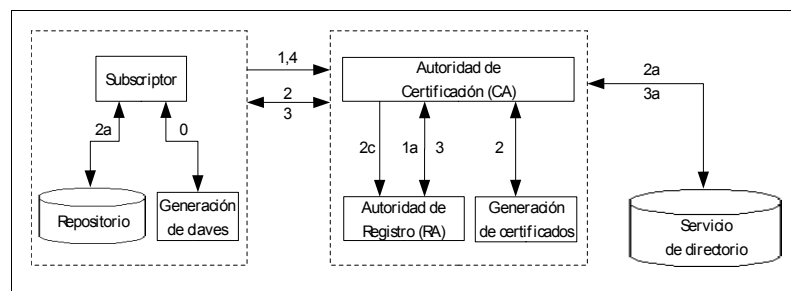 Subscriptor
2a
0
Repositorio
Generación
de claves
1,4
2
3
Autoridad de
Certificación (CA)
2c
1a
3
2
Autoridad de
Registro (RA)
Generación
de certificados
2a
3a
Servicio
de directorio